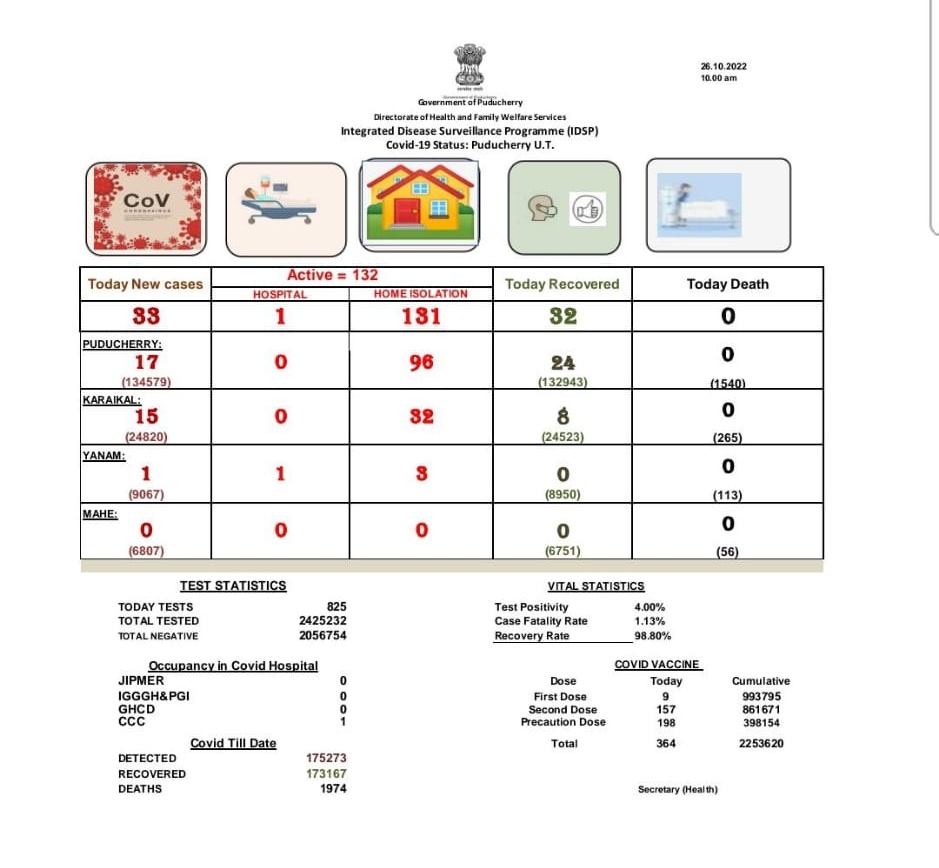 26.10.2022
10.00 am
Government of Puducherry
Directorate of Health and Family Welfare Services
Integrated Disease Surveillance Programme (IDSP)
Covid-19 Status: Puducherry U.T.
CoV
Today New cases
Active = 132
HOSPITAL HOME ISOLATION
Today Recovered
Today Death
33 1 131 32 0
PUDUCHERRY:
17 0 96 24 0
(134579) (132943) (1540)
KARAIKAL:
15 0 32 8 0
(24820) (24523) (265)
YANAM:
1 1 3 0 0
(9067) (8950) (113)
MAHE:
0 0 0 0 0
(6807) (6751) (56)
TEST STATISTICS
TODAY TESTS 825
TOTAL TESTED 2425232
TOTAL NEGATIVE 2056754
VITAL STATISTICS
Test Positivity 4.00%
Case Fatality Rate 1.13%
Recovery Rate 98.80%
Occupancy in Covid Hospital
JIPMER 0
IGGGH&PGI 0
GHCD 0
CCC 1
COVID VACCINE
Dose Today Cumulative
First Dose 9 993795
Second Dose 157 861671
Precaution Dose 198 398154
Total 364 2253620
Covid Till Date
DETECTED 175273
RECOVERED 173167
DEATHS 1974
Secretary (Health)